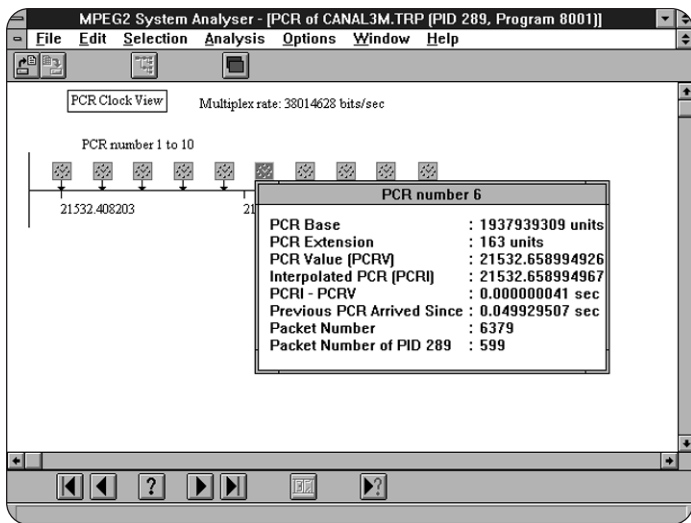 MPEG2 System Analyser - [PCR of CANAL3M.TRP (PID 289, Program 8001)]
File Edit Selection Analysis Options Window Help
PCR Clock View Multiplex rate: 38014628 bits/sec
PCR number 1 to 10
21532.408203 21
PCR number 6
PCR Base : 1937939309 units
PCR Extension : 163 units
PCR Value (PCRV) : 21532.658994926
Interpolated PCR (PCRI) : 21532.658994967
PCRI - PCRV : 0.000000041 sec
Previous PCR Arrived Since : 0.049929507 sec
Packet Number : 6379
Packet Number of PID 289 : 599
?
?